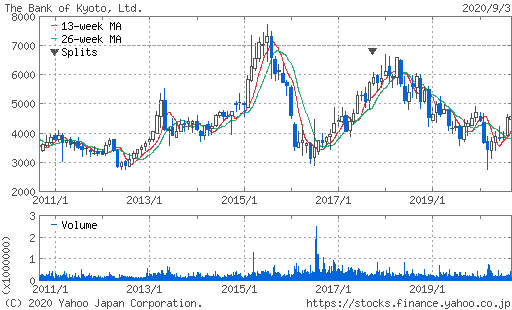 The Bank of Kyoto, Ltd. 2020/9/3
8000
7000
6000
5000
4000
3000
2000
13-week MA
26-week MA
Splits
2011/1 2013/1 2015/1 2017/1 2019/1
3
2
1
0
(x1000000)
Volume
2011/1 2013/1 2015/1 2017/1 2019/1
(C) 2020 Yahoo Japan Corporation. https://stocks.finance.yahoo.co.jp/